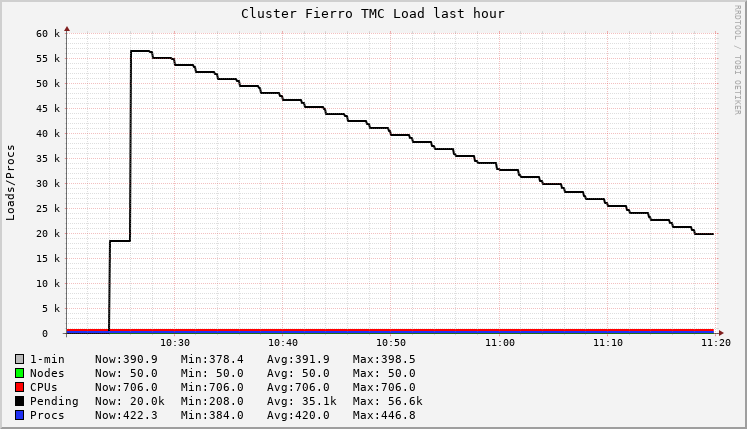 Cluster Fierro TMC Load last hour
RRDTOOL / TOBI OETIKER
Loads/Procs
60 k
55 k
50 k
45 k
40 k
35 k
30 k
25 k
20 k
15 k
10 k
5 k
0
10:30 10:40 10:50 11:00 11:10 11:20
1-min Now:390.9 Min:378.4 Avg:391.9 Max:398.5
Nodes Now: 50.0 Min: 50.0 Avg: 50.0 Max: 50.0
CPUs Now:706.0 Min:706.0 Avg:706.0 Max:706.0
Pending Now: 20.0k Min:208.0 Avg: 35.1k Max: 56.6k
Procs Now:422.3 Min:384.0 Avg:420.0 Max:446.8